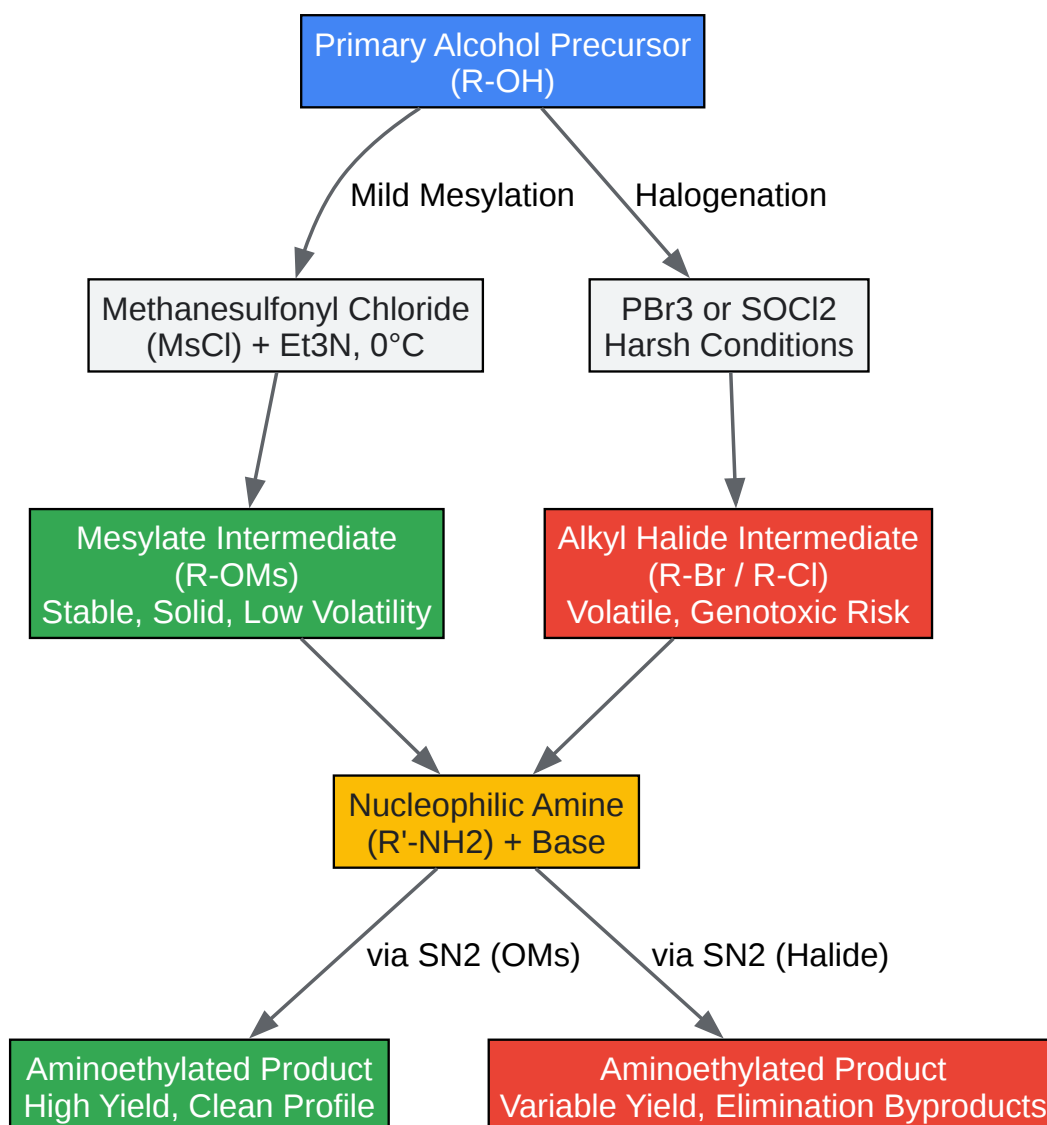 Primary Alcohol Precursor
(R-OH)
Mild Mesylation
Halogenation
Methanesulfonyl Chloride
(MsCl) + Et3N, 0°C
PBr3 or SOCl2
Harsh Conditions
Mesylate Intermediate
(R-OMs)
Stable, Solid, Low Volatility
Alkyl Halide Intermediate
(R-Br / R-Cl)
Volatile, Genotoxic Risk
Nucleophilic Amine
(R'-NH2) + Base
via SN2 (OMs)
via SN2 (Halide)
Aminoethylated Product
High Yield, Clean Profile
Aminoethylated Product
Variable Yield, Elimination Byproducts